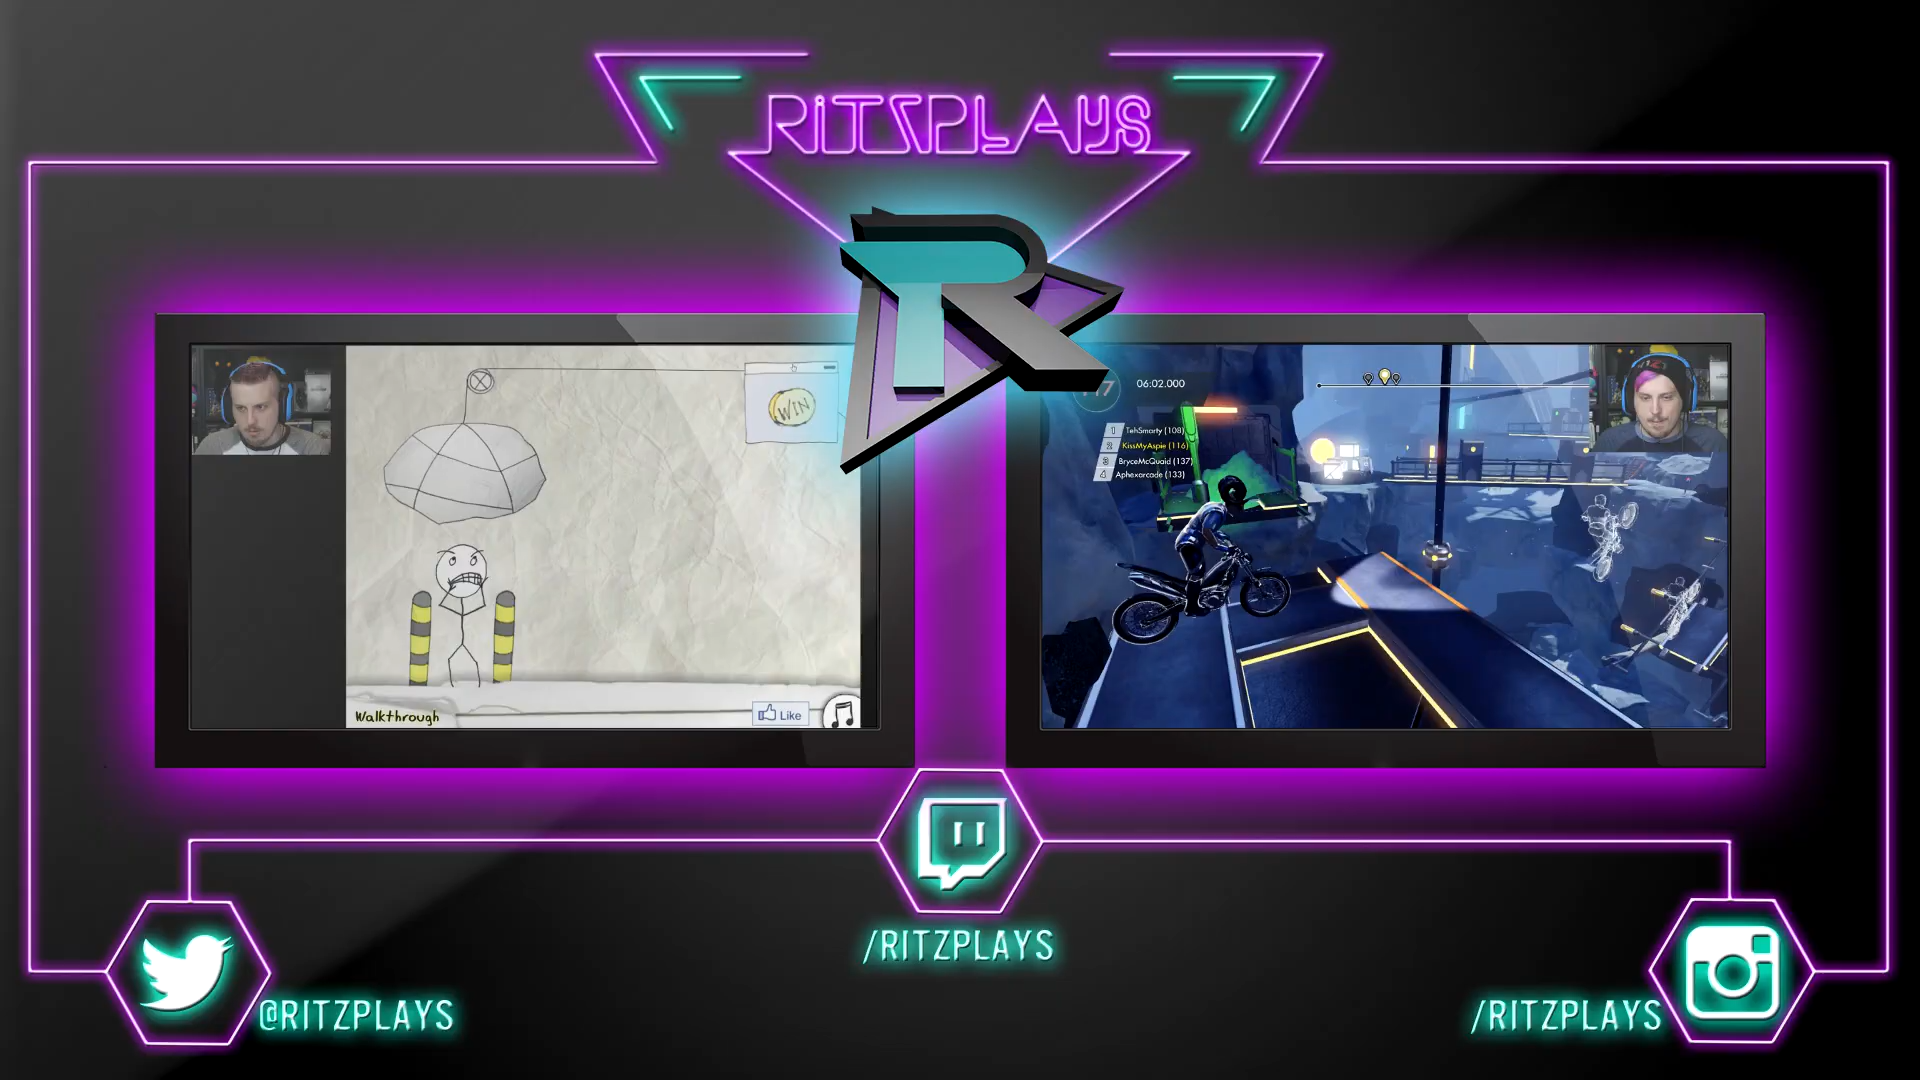 RITZPLAYS
WIN
Walkthrough
Like
06:02.000
1 TehSmarty (108)
2 KissMyAspie (116)
3 BryceMcQuaid (137)
4 Aphexarcade (133)
/RITZPLAYS
@RITZPLAYS
/RITZPLAYS